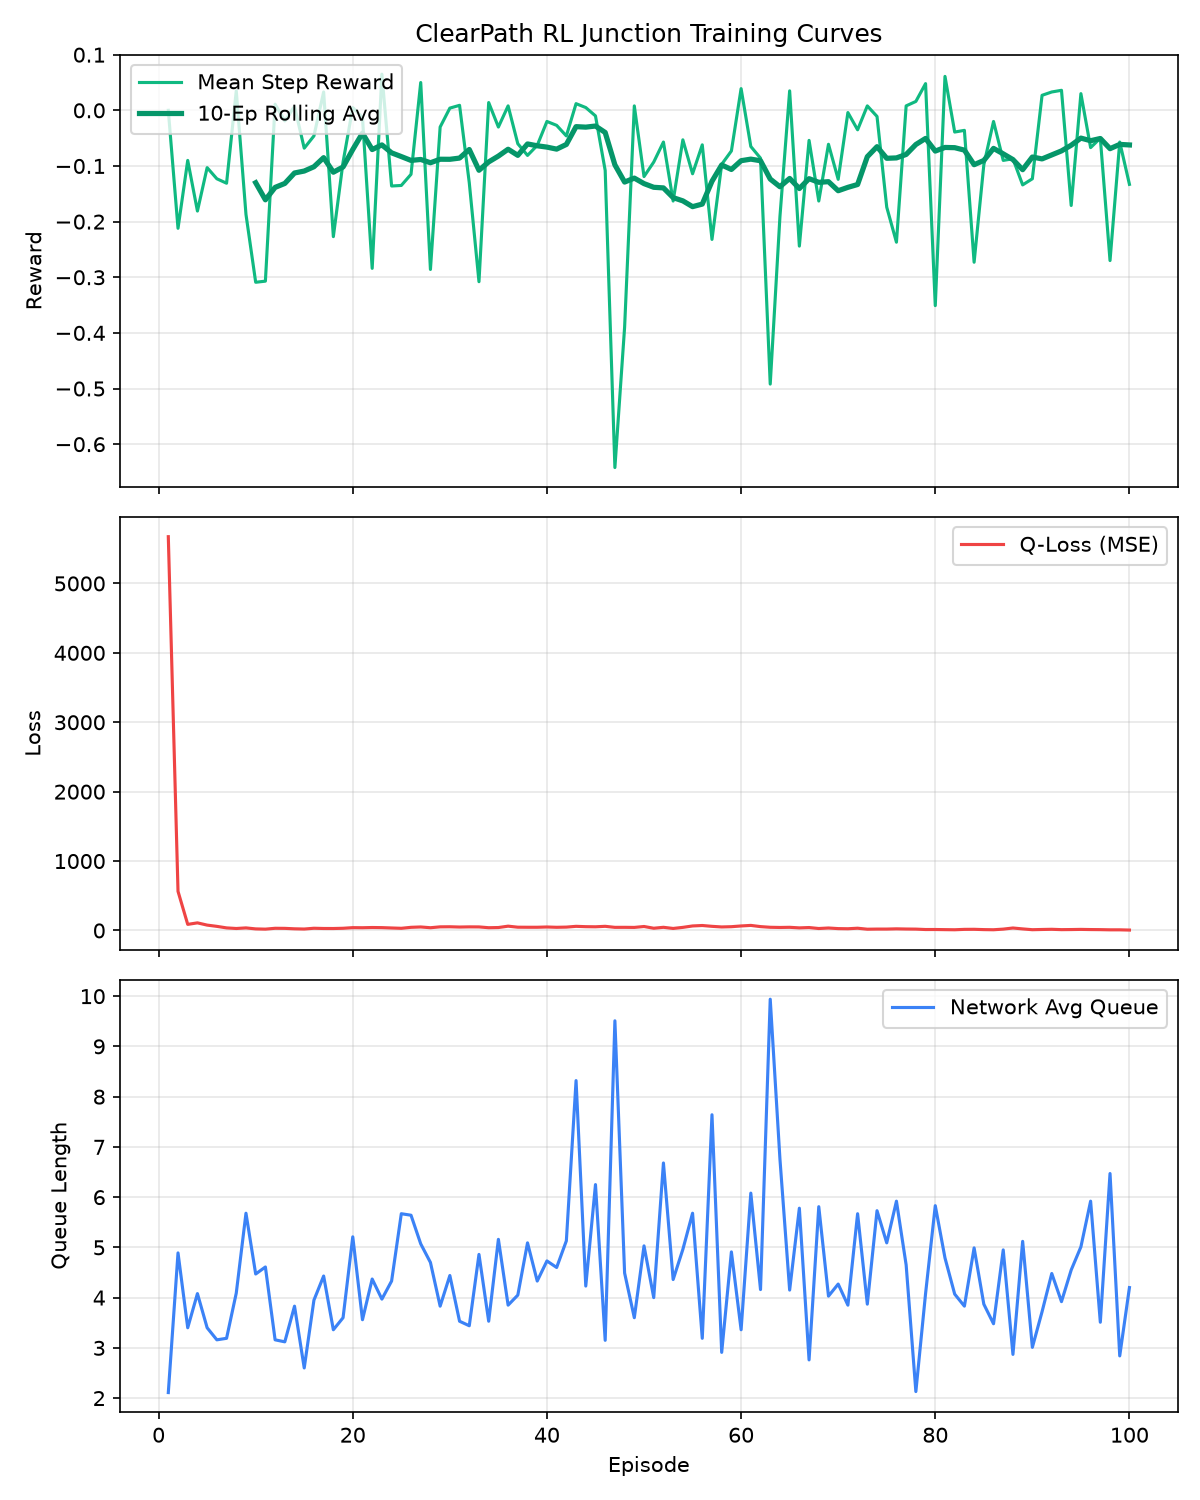 ClearPath RL Junction Training Curves
0.1
0.0
−0.1
−0.2
−0.3
−0.4
−0.5
−0.6
Reward
Mean Step Reward
10-Ep Rolling Avg
5000
4000
3000
2000
1000
0
Loss
Q-Loss (MSE)
10
9
8
7
6
5
4
3
2
Queue Length
Network Avg Queue
0 20 40 60 80 100
Episode